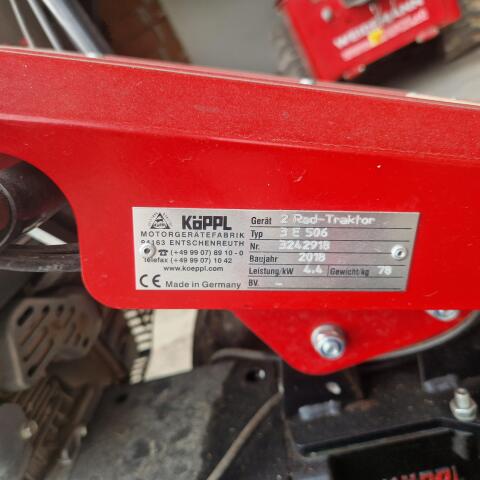 WEIDEMANN
KÖPPL
MOTORGERÄTEFABRIK
94163 ENTSCHENREUTH
☎ (+49 99 07) 89 10 - 0
Telefax (+49 99 07) 10 42
www.koeppl.com
CE Made in Germany
Gerät 2 Rad-Traktor
Typ 3 E 506
Nr. 3242918
Baujahr 2018
Leistung/kW 4.4 Gewicht/kg 78
BV. -